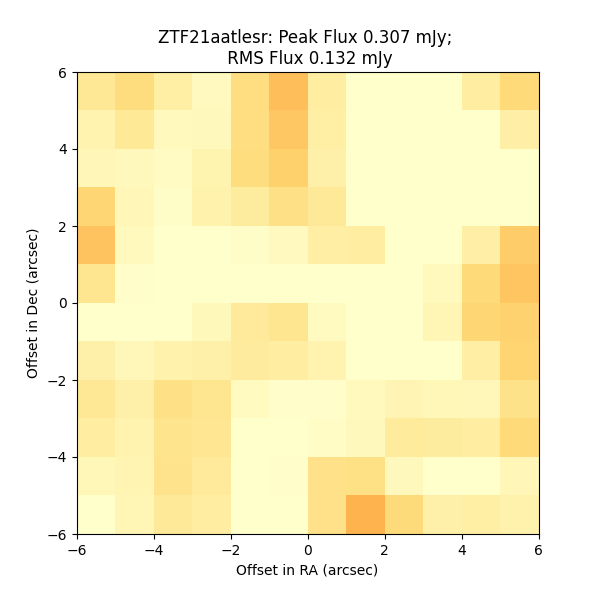 ZTF21aatlesr: Peak Flux 0.307 mJy;
RMS Flux 0.132 mJy
6
4
2
0
−2
−4
−6
Offset in Dec (arcsec)
−6 −4 −2 0 2 4 6
Offset in RA (arcsec)